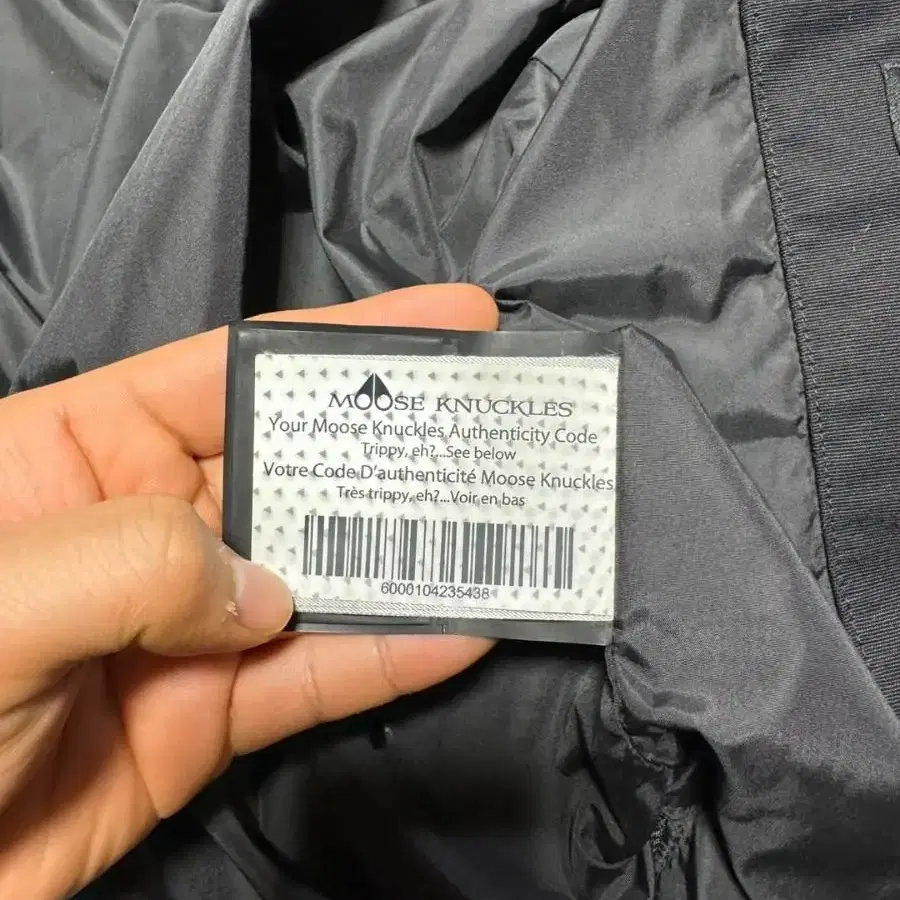 MOOSE KNUCKLES
Your Moose Knuckles Authenticity Code
Trippy, eh?...See below
Votre Code D'authenticité Moose Knuckles
Très trippy, eh?...Voir en bas
6000104235438